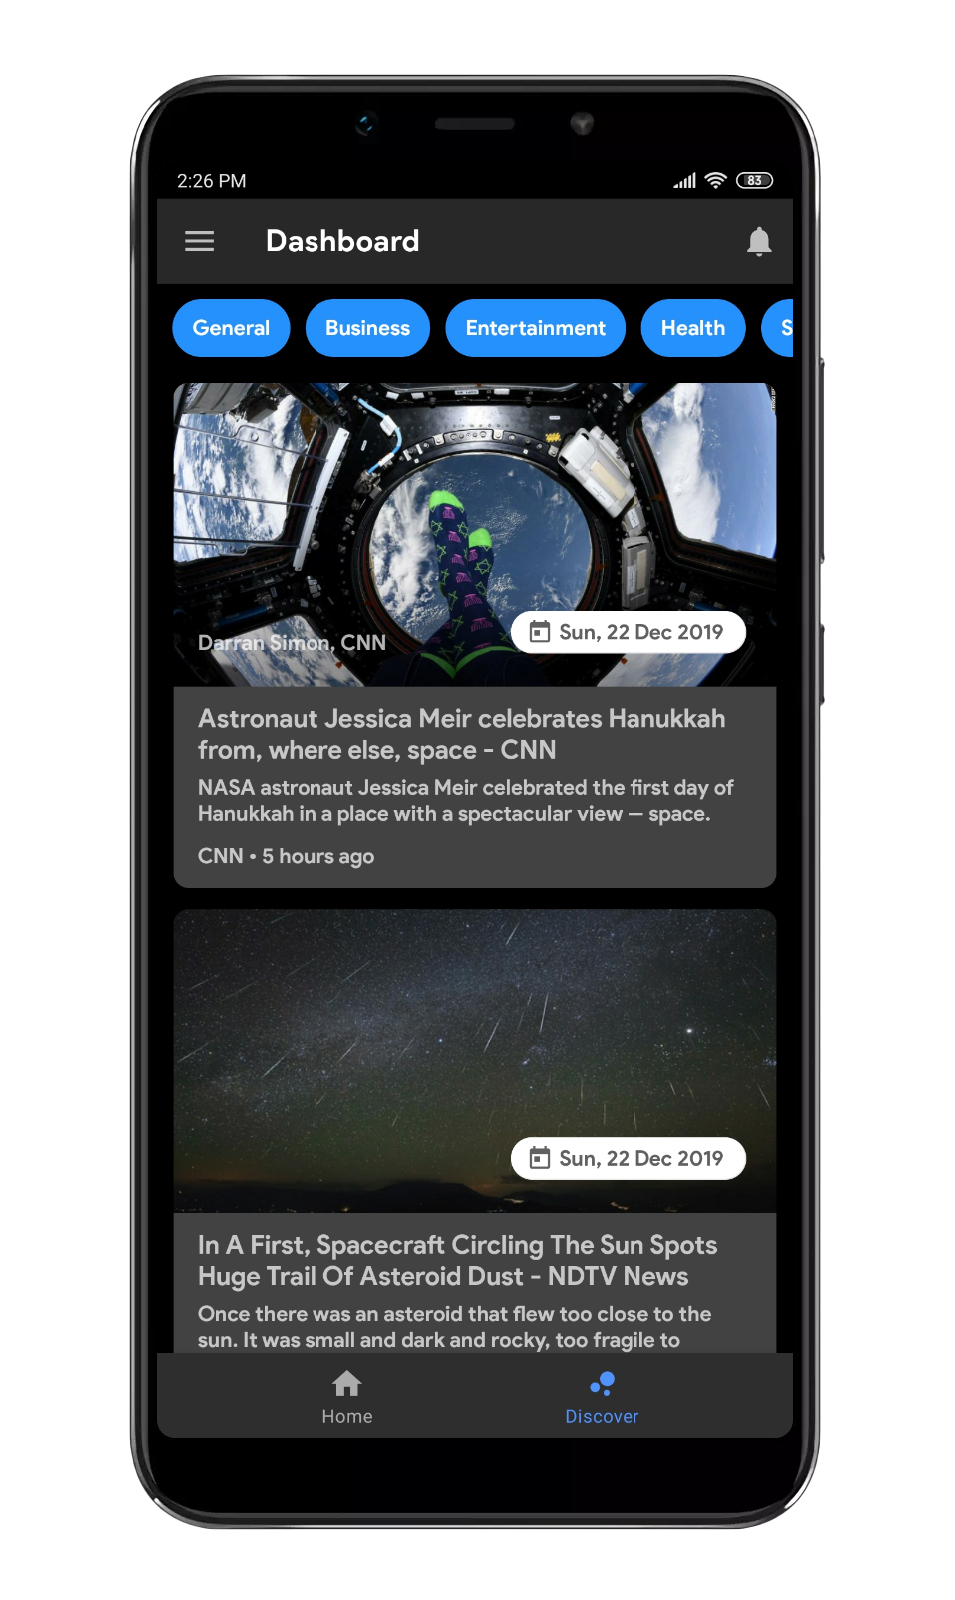 2:26 PM
83
Dashboard
General
Business
Entertainment
Health
S
Darran Simon, CNN
Sun, 22 Dec 2019
Astronaut Jessica Meir celebrates Hanukkah
from, where else, space - CNN
NASA astronaut Jessica Meir celebrated the first day of
Hanukkah in a place with a spectacular view — space.
CNN • 5 hours ago
Sun, 22 Dec 2019
In A First, Spacecraft Circling The Sun Spots
Huge Trail Of Asteroid Dust - NDTV News
Once there was an asteroid that flew too close to the
sun. It was small and dark and rocky, too fragile to
Home
Discover